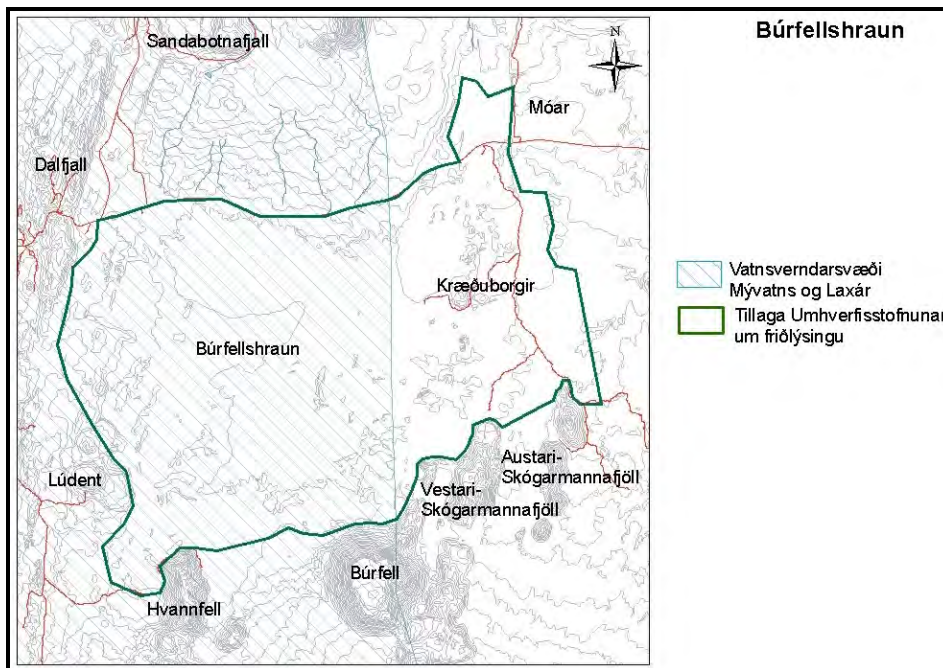 Búrfellshraun
Sandabotnafjall
N
Móar
Dalfjall
Kræðuborgir
Búrfellshraun
Vatnsverndarsvæði
Mývatns og Laxár
Tillaga Umhverfisstofnunar
um friðlýsingu
Lúdent
Austari-
Skógarmannafjöll
Vestari-
Skógarmannafjöll
Búrfell
Hvannfell